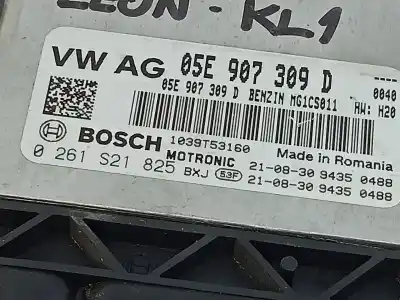 LEON - KL1
VW AG 05E 907 309 D ----
05E 907 309 D BENZIN MG1CS011 0040
HW: H20
BOSCH 1039T53160 Made in Romania
MOTRONIC 21-08-30 9435 0488
0 261 S21 825 BXJ 53F 21-08-30 9435 0488